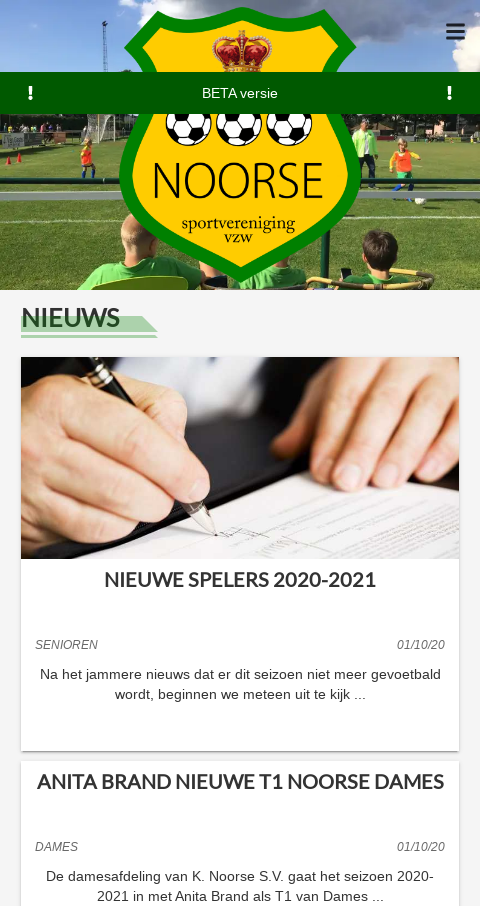 BETA versie
NOORSE
sportvereniging
vzw
NIEUWS
NIEUWE SPELERS 2020-2021
SENIOREN 01/10/20
Na het jammere nieuws dat er dit seizoen niet meer gevoetbald
wordt, beginnen we meteen uit te kijk ...
ANITA BRAND NIEUWE T1 NOORSE DAMES
DAMES 01/10/20
De damesafdeling van K. Noorse S.V. gaat het seizoen 2020-
2021 in met Anita Brand als T1 van Dames ...